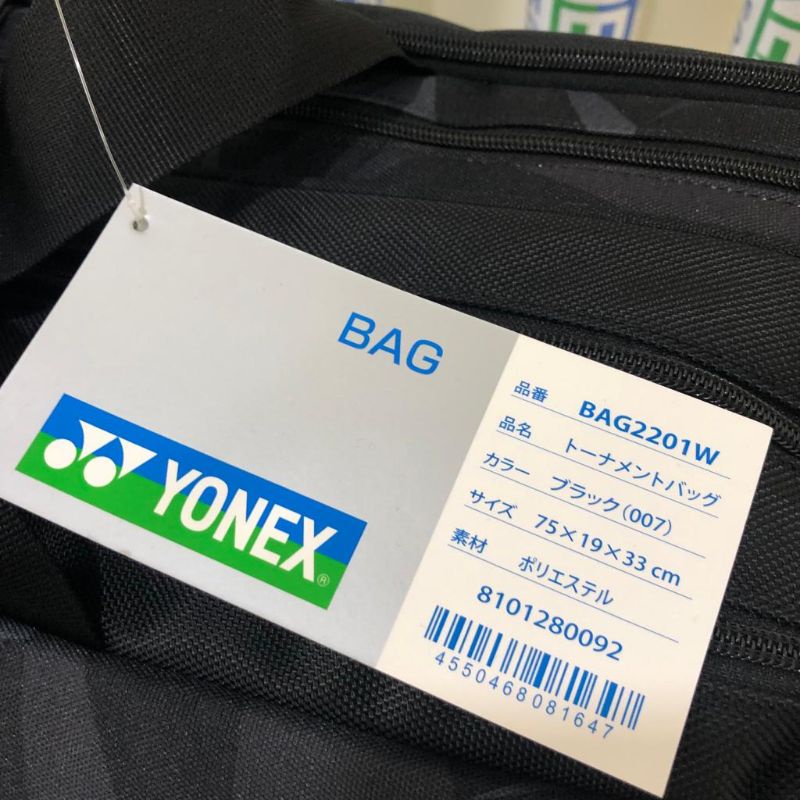 BAG
YONEX®
品番 BAG2201W
品名 トーナメントバッグ
カラー ブラック(007)
サイズ 75×19×33 cm
素材 ポリエステル
8101280092
4550468081647